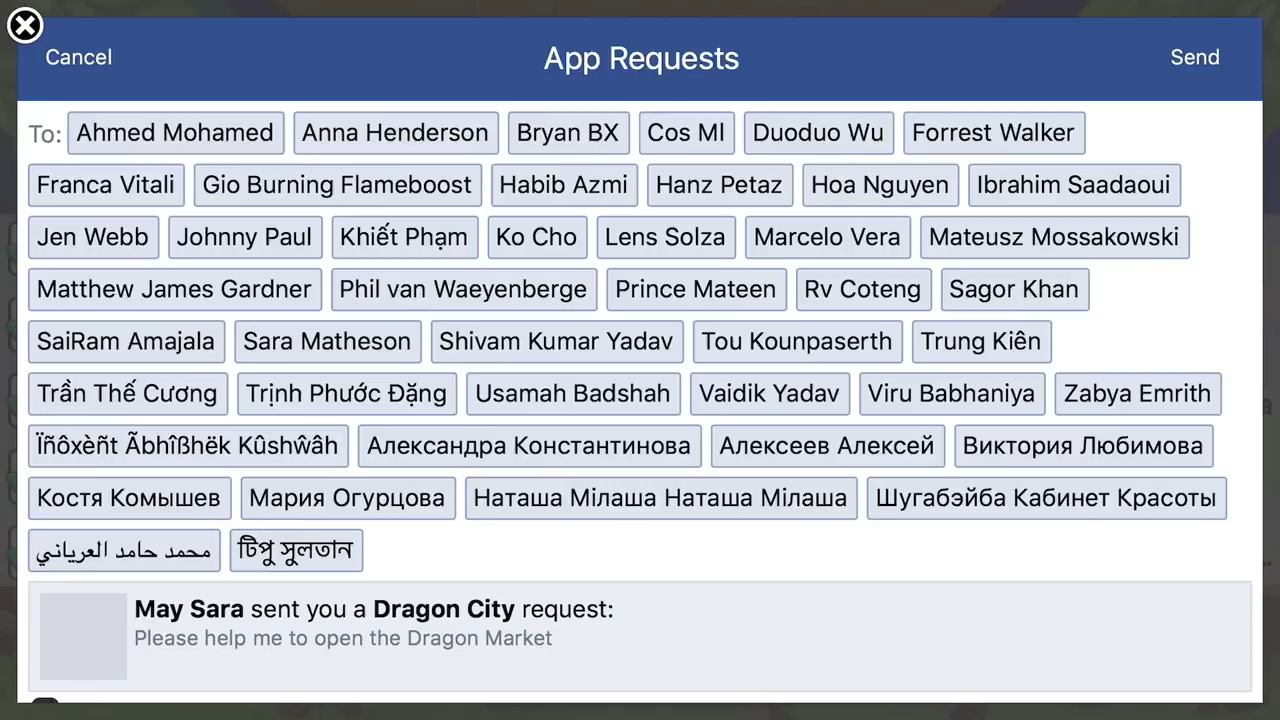 Cancel App Requests Send
To: Ahmed Mohamed Anna Henderson Bryan BX Cos MI Duoduo Wu Forrest Walker
Franca Vitali Gio Burning Flameboost Habib Azmi Hanz Petaz Hoa Nguyen Ibrahim Saadaoui
Jen Webb Johnny Paul Khiết Phạm Ko Cho Lens Solza Marcelo Vera Mateusz Mossakowski
Matthew James Gardner Phil van Waeyenberge Prince Mateen Rv Coteng Sagor Khan
SaiRam Amajala Sara Matheson Shivam Kumar Yadav Tou Kounpaserth Trung Kiên
Trần Thế Cương Trịnh Phước Đặng Usamah Badshah Vaidik Yadav Viru Babhaniya Zabya Emrith
Ïñôxèñt Ãbhîßhëk Kûshŵâh Александра Константинова Алексеев Алексей Виктория Любимова
Костя Комышев Мария Огурцова Наташа Мілаша Наташа Мілаша Шугабэйба Кабинет Красоты
محمد حامد العرياني টিপু সুলতান
May Sara sent you a Dragon City request:
Please help me to open the Dragon Market